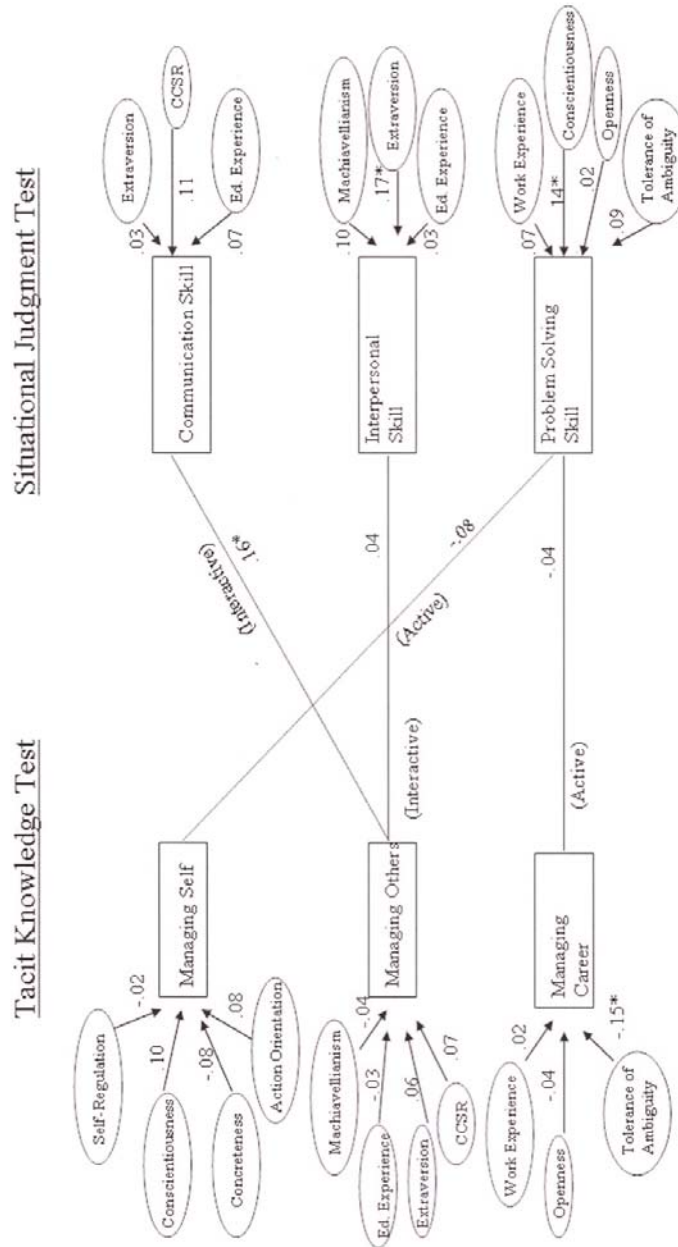 Tacit Knowledge Test
Situational Judgment Test
Self-Regulation
-.02
Conscientiousness
.10
Concreteness
-.08
Action Orientation
.08
Managing Self
Machiavellianism
-.04
Ed. Experience
-.03
Extraversion
.06
CCSR
.07
Managing Others
Work Experience
.02
Openness
-.04
Tolerance of
Ambiguity
-.15*
Managing
Career
(Interactive)
.16*
(Active)
-.08
(Interactive)
.04
(Active)
-.04
Communication Skill
Extraversion
.03
CCSR
.11
Ed. Experience
.07
Interpersonal
Skill
Machiavellianism
.10
Extraversion
.17*
Ed. Experience
.03
Problem Solving
Skill
Work Experience
.07
Conscientiousness
.14*
Openness
.02
Tolerance of
Ambiguity
.09